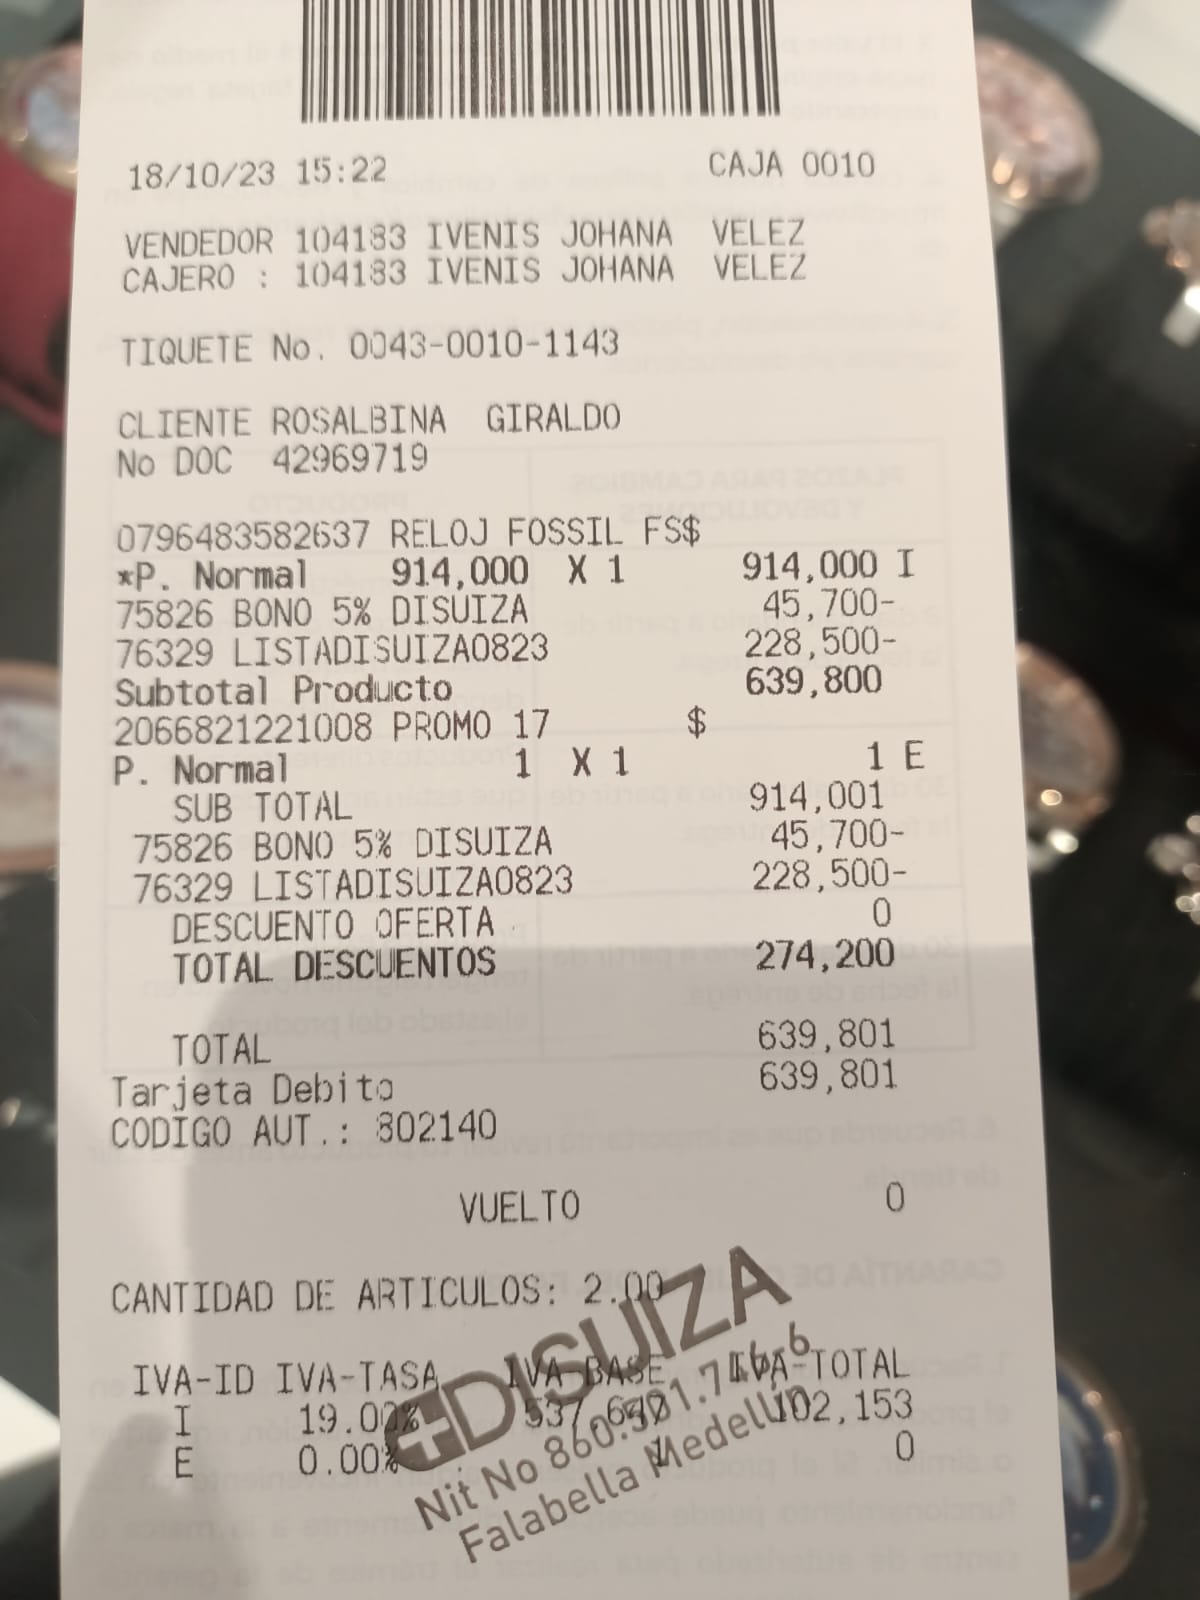 18/10/23 15:22 CAJA 0010
VENDEDOR 104183 IVENIS JOHANA VELEZ
CAJERO : 104183 IVENIS JOHANA VELEZ
TIQUETE No. 0043-0010-1143
CLIENTE ROSALBINA GIRALDO
No DOC 42969719
0796483582637 RELOJ FOSSIL FS$
*P. Normal 914,000 X 1 914,000 I
75826 BONO 5% DISUIZA 45,700-
76329 LISTADISUIZA0823 228,500-
Subtotal Producto 639,800
2066821221008 PROMO 17 $
P. Normal 1 X 1 1 E
SUB TOTAL 914,001
75826 BONO 5% DISUIZA 45,700-
76329 LISTADISUIZA0823 228,500-
DESCUENTO OFERTA 0
TOTAL DESCUENTOS 274,200
TOTAL 639,801
Tarjeta Debito 639,801
CODIGO AUT.: 802140
VUELTO 0
CANTIDAD DE ARTICULOS: 2.00
IVA-ID IVA-TASA IVA-BASE IVA-TOTAL
I 19.00% 537,647 102,153
E 0.00% 1 0
DISUIZA
Nit No
Falabella Medellín